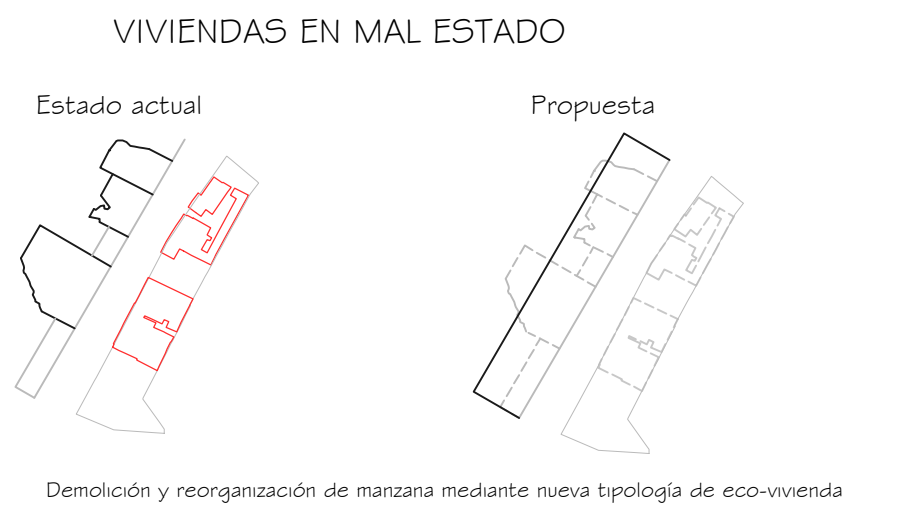 VIVIENDAS EN MAL ESTADO
Estado actual
Propuesta
Demolición y reorganización de manzana mediante nueva tipología de eco-vivienda